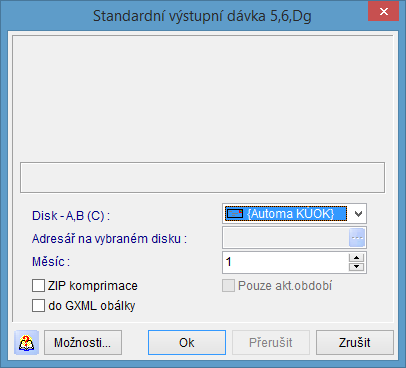 Standardní výstupní dávka 5,6,Dg
Disk - A,B (C) :
{Automa KUOK}
Adresář na vybraném disku :
Měsíc :
1
ZIP komprimace
Pouze akt.období
do GXML obálky
Možnosti...
Ok
Přerušit
Zrušit